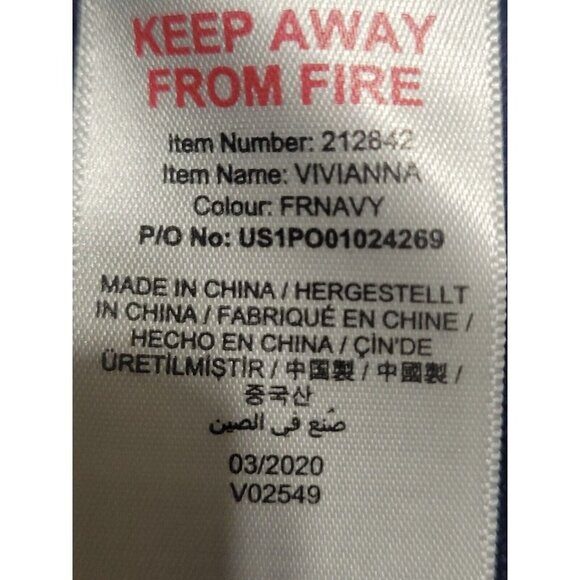 KEEP AWAY
FROM FIRE
Item Number: 212842
Item Name: VIVIANNA
Colour: FRNAVY
P/O No: US1PO01024269
MADE IN CHINA / HERGESTELLT
IN CHINA / FABRIQUÉ EN CHINE /
HECHO EN CHINA / ÇİN'DE
ÜRETİLMİŞTİR / 中国製 / 中國製 /
중국산
صُنع في الصين
03/2020
V02549